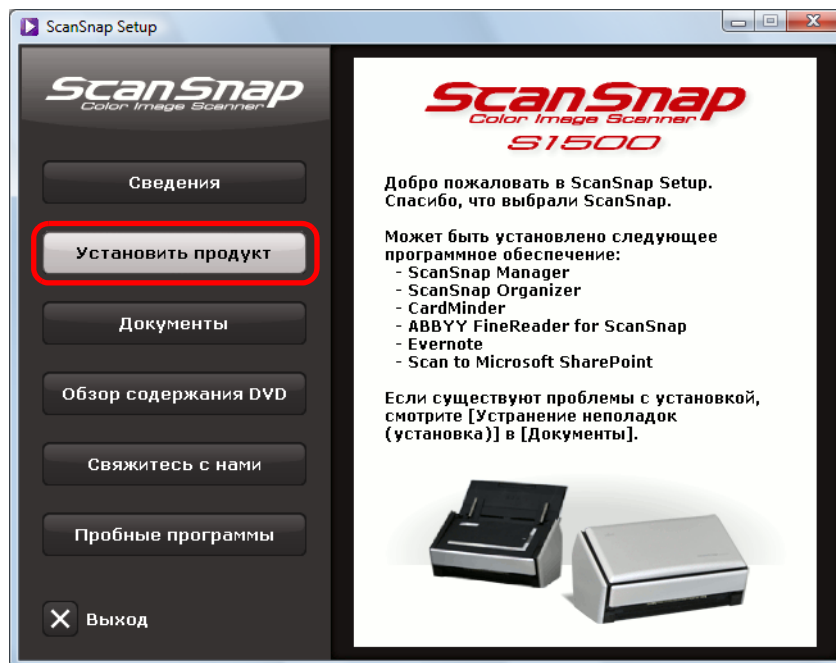 ScanSnap Setup
ScanSnap
Color Image Scanner
Сведения
Установить продукт
Документы
Обзор содержания DVD
Свяжитесь с нами
Пробные программы
Выход
ScanSnap
Color Image Scanner
S1500
Добро пожаловать в ScanSnap Setup.
Спасибо, что выбрали ScanSnap.
Может быть установлено следующее
программное обеспечение:
- ScanSnap Manager
- ScanSnap Organizer
- CardMinder
- ABBYY FineReader for ScanSnap
- Evernote
- Scan to Microsoft SharePoint
Если существуют проблемы с установкой,
смотрите [Устранение неполадок
(установка)] в [Документы].